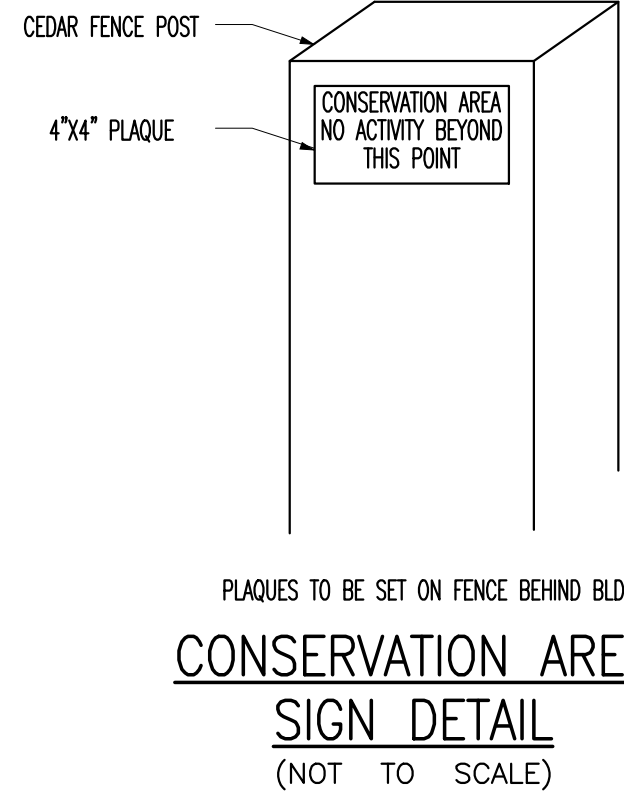 CEDAR FENCE POST
4"X4" PLAQUE
CONSERVATION AREA
NO ACTIVITY BEYOND
THIS POINT
PLAQUES TO BE SET ON FENCE BEHIND BLD
CONSERVATION ARE
SIGN DETAIL
(NOT TO SCALE)